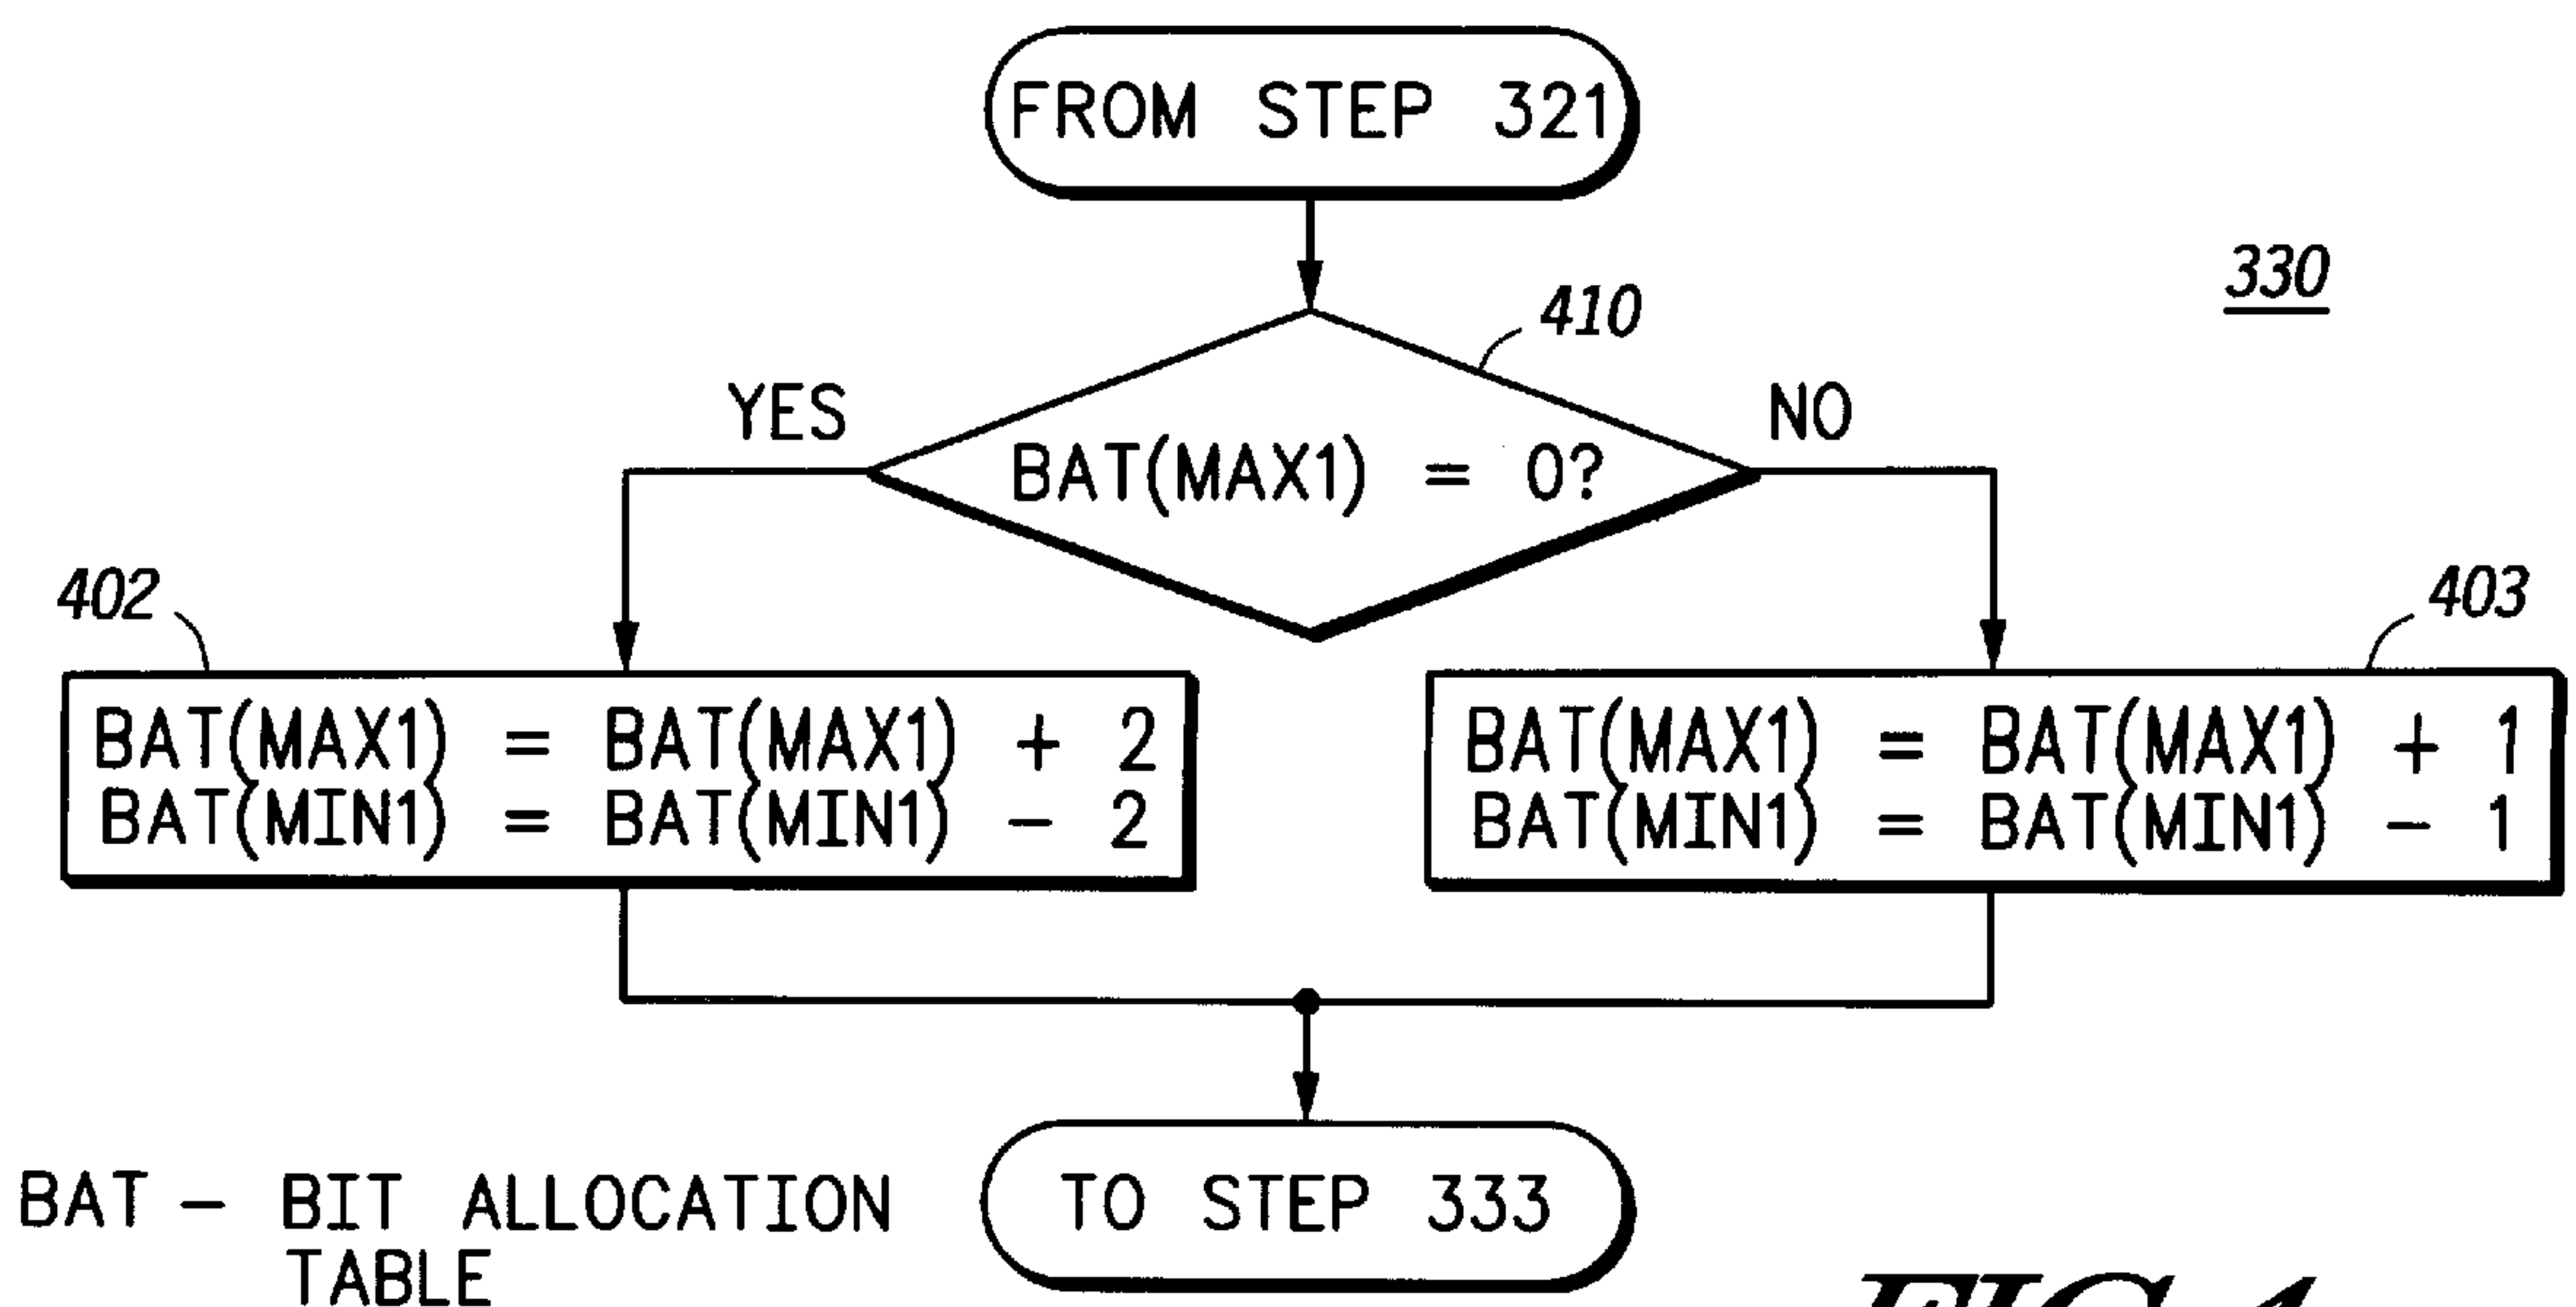 FROM STEP 321
330
410
YES
NO
BAT(MAX1) = 0?
402
403
BAT(MAX1) = BAT(MAX1) + 2
BAT(MIN1) = BAT(MIN1) - 2
BAT(MAX1) = BAT(MAX1) + 1
BAT(MIN1) = BAT(MIN1) - 1
TO STEP 333
BAT - BIT ALLOCATION
TABLE